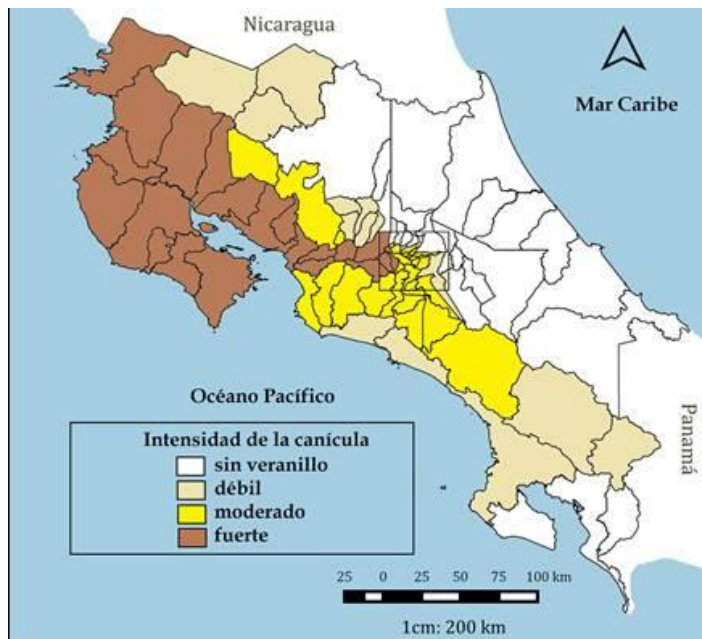 Nicaragua
Mar Caribe
Océano Pacífico
Panamá
Intensidad de la canícula
sin veranillo
débil
moderado
fuerte
25 0 25 50 75 100 km
1cm: 200 km